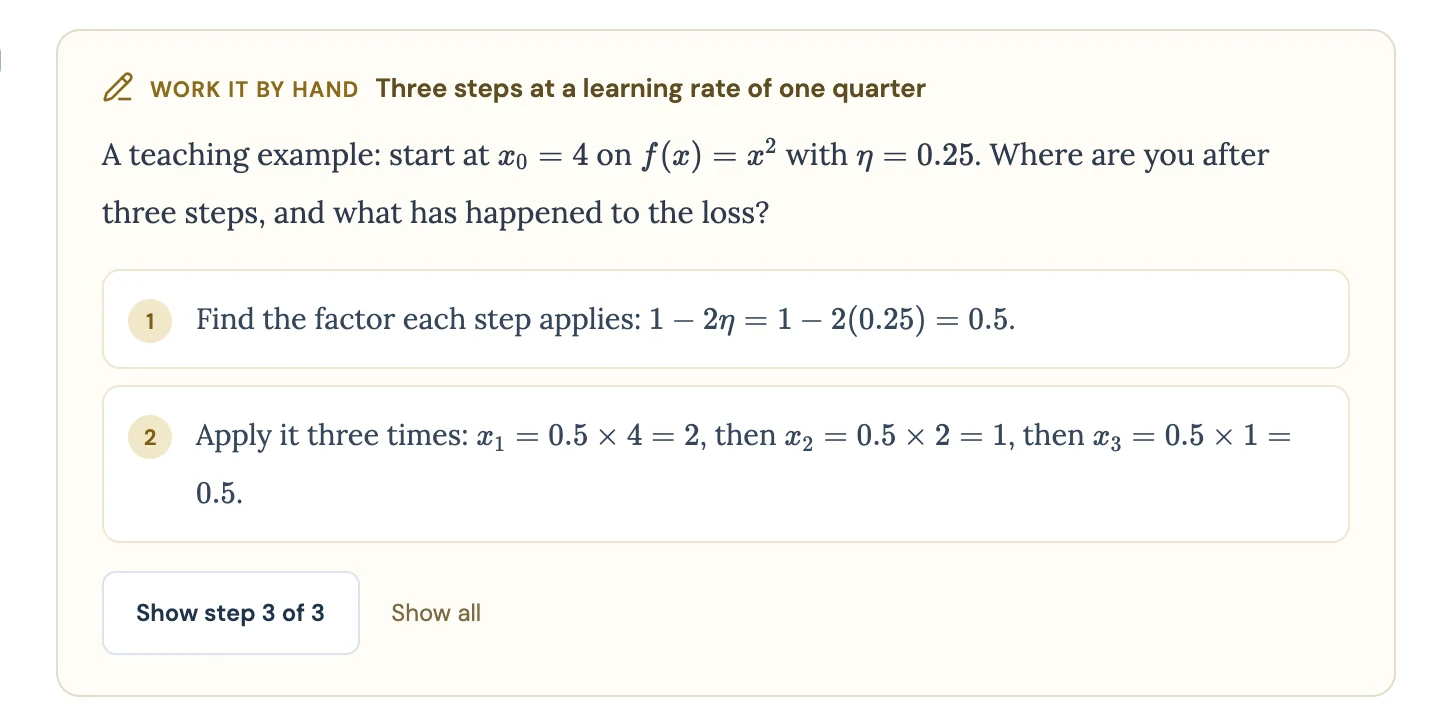 WORK IT BY HAND Three steps at a learning rate of one quarter
A teaching example: start at x₀ = 4 on f(x) = x² with η = 0.25. Where are you after
three steps, and what has happened to the loss?
1 Find the factor each step applies: 1 − 2η = 1 − 2(0.25) = 0.5.
2 Apply it three times: x₁ = 0.5 × 4 = 2, then x₂ = 0.5 × 2 = 1, then x₃ = 0.5 × 1 =
0.5.
Show step 3 of 3 Show all